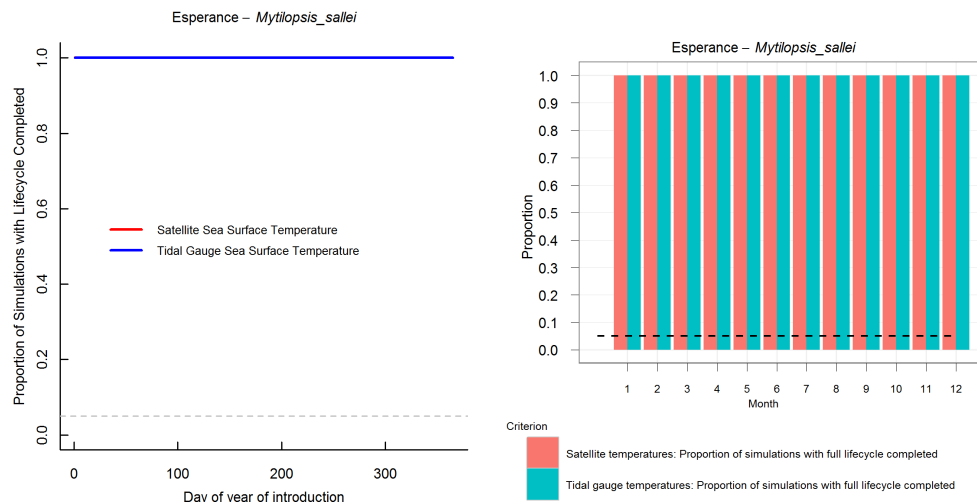 Esperance – Mytilopsis_sallei
Proportion of Simulations with Lifecycle Completed
1.0
0.8
0.6
0.4
0.2
0.0
Satellite Sea Surface Temperature
Tidal Gauge Sea Surface Temperature
0 100 200 300
Day of year of introduction
Esperance – Mytilopsis_sallei
Proportion
1.0
0.9
0.8
0.7
0.6
0.5
0.4
0.3
0.2
0.1
0.0
1 2 3 4 5 6 7 8 9 10 11 12
Month
Criterion
Satellite temperatures: Proportion of simulations with full lifecycle completed
Tidal gauge temperatures: Proportion of simulations with full lifecycle completed